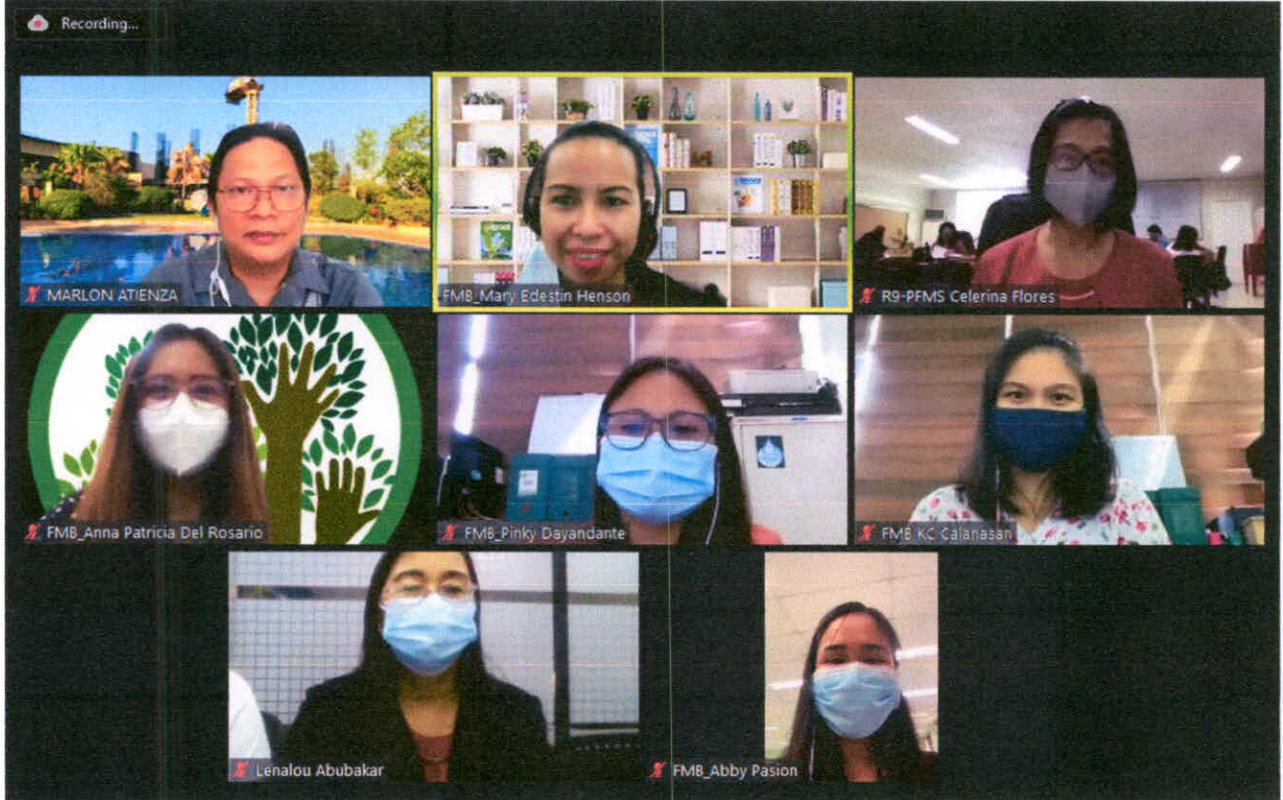 Recording...
MARLON ATIENZA
FMB_Mary Edestin Henson
R9-PFMS Celerina Flores
FMB_Anna Patricia Del Rosario
FMB_Pinky Dayandante
FMB KC Calanasan
Lenalou Abubakar
FMB_Abby Pasion